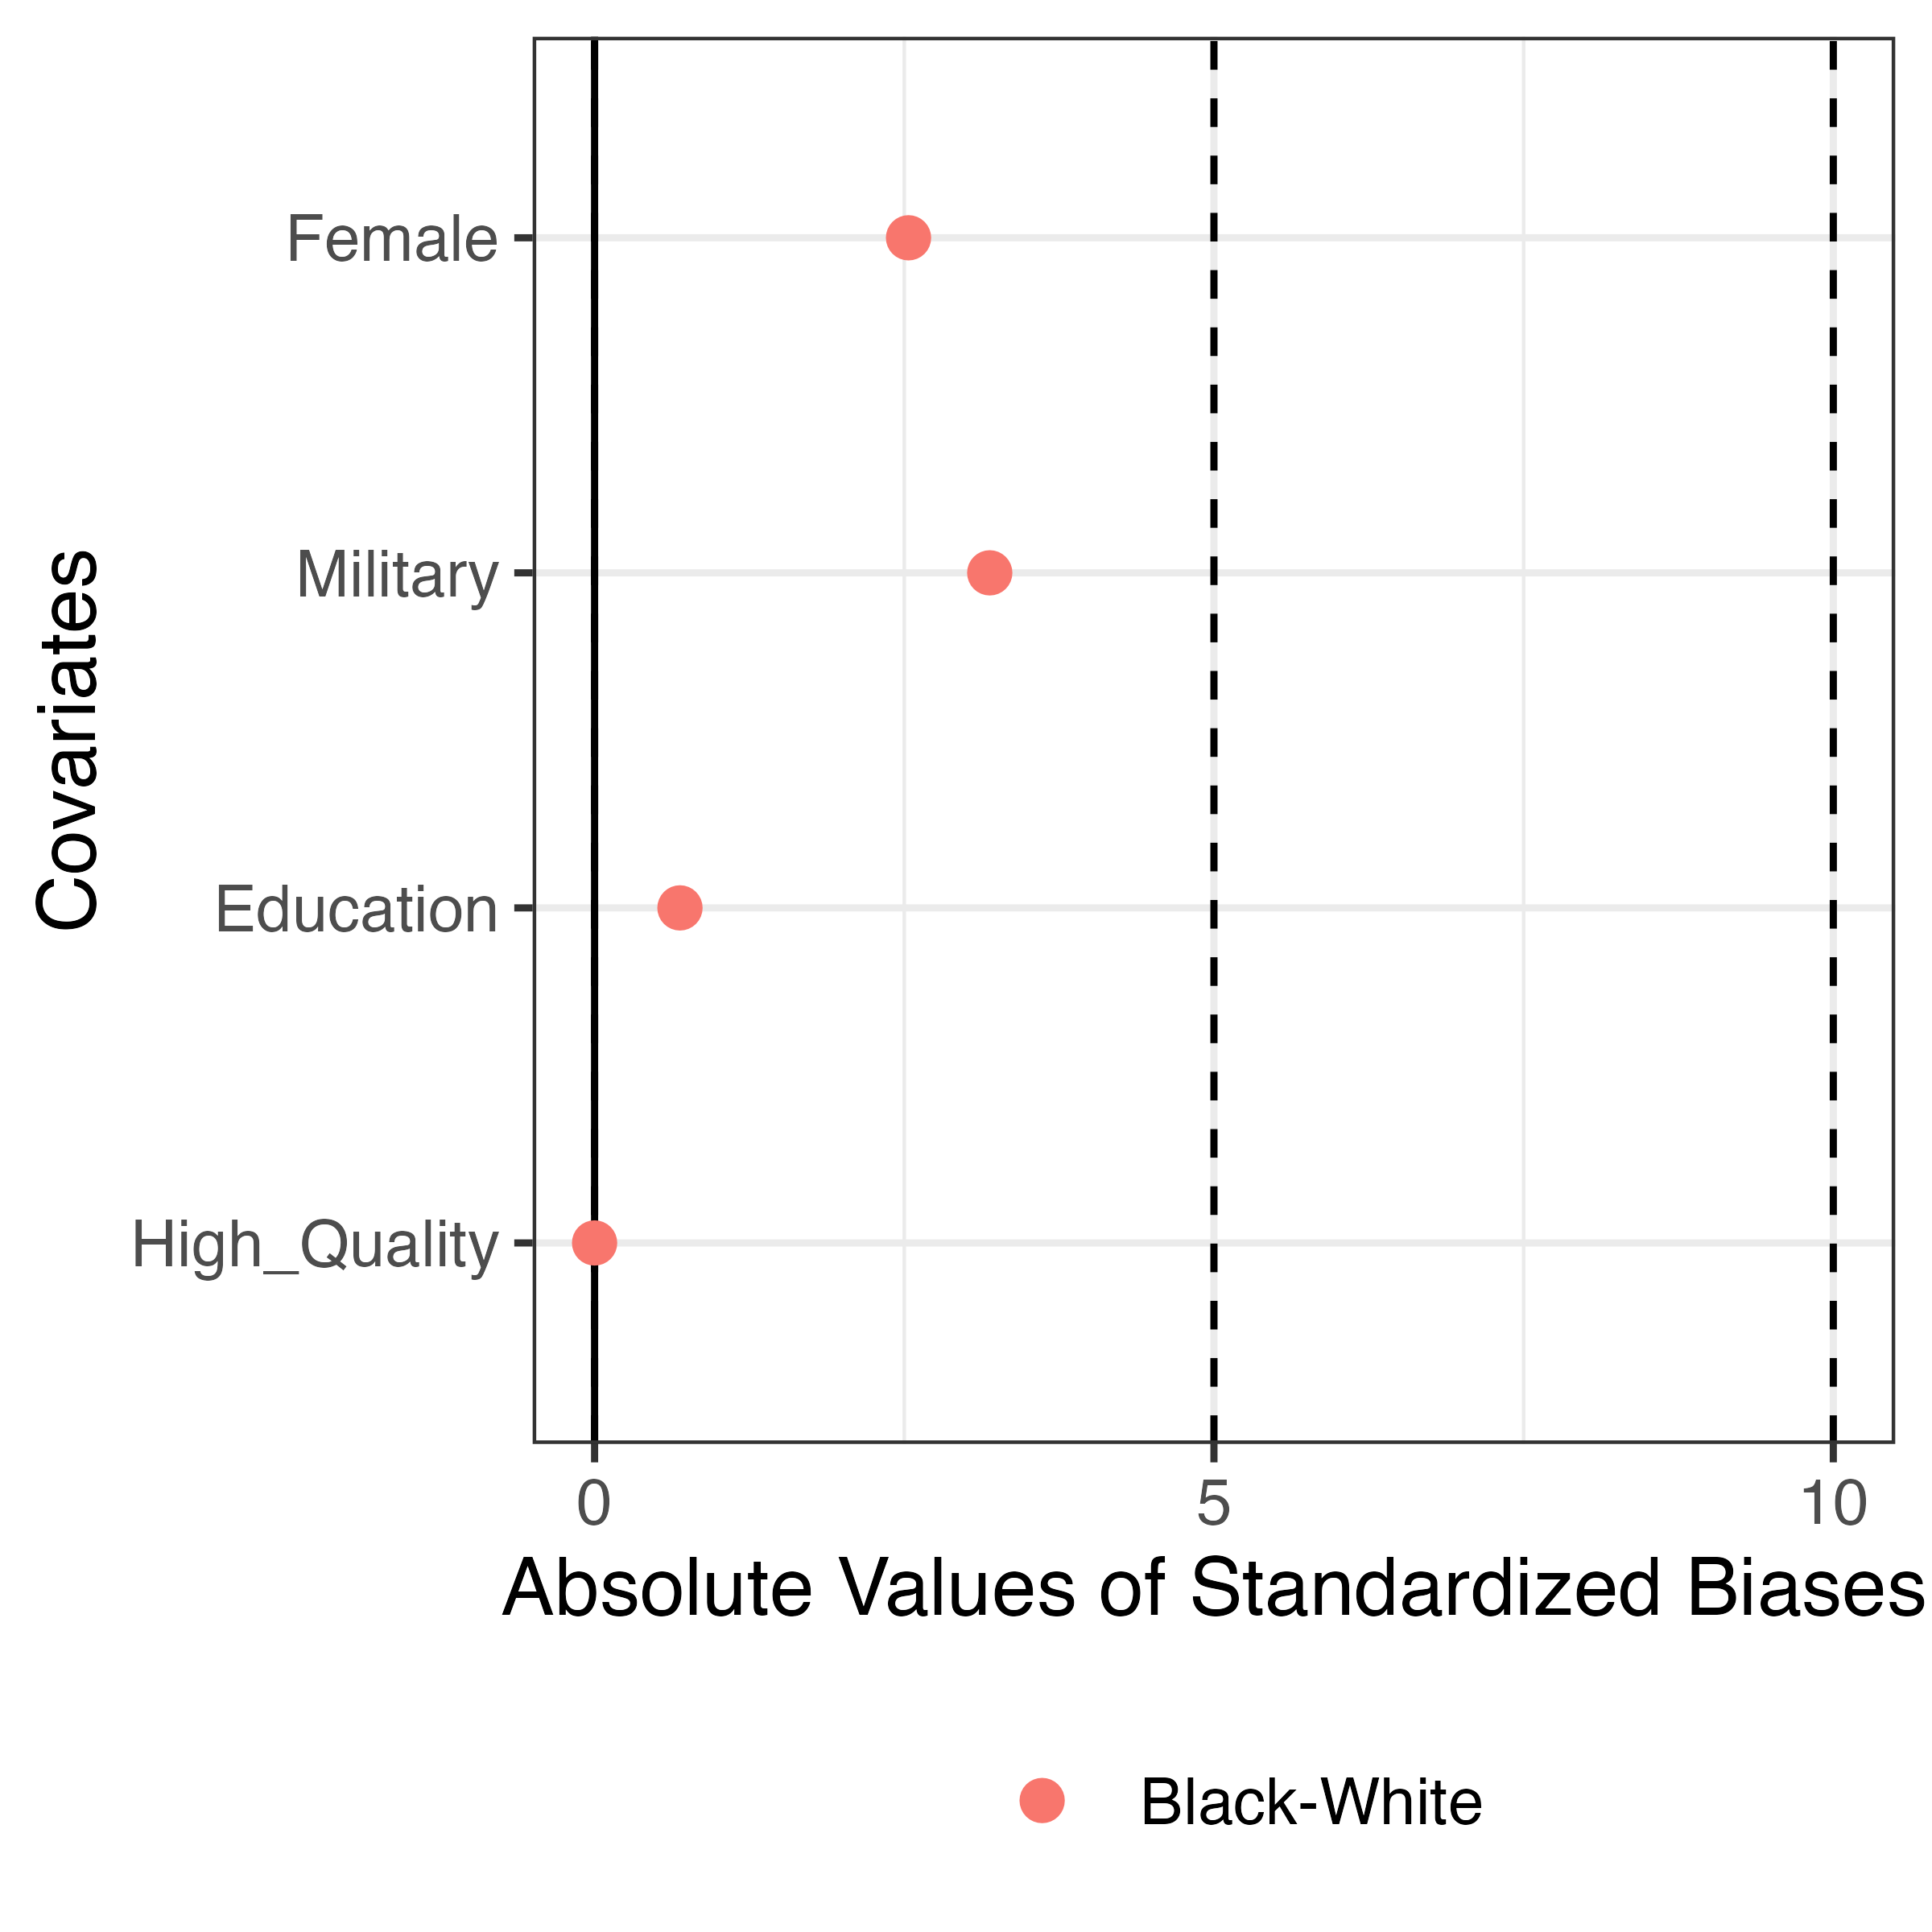 Covariates
Female
Military
Education
High_Quality
0 5 10
Absolute Values of Standardized Biases
Black-White